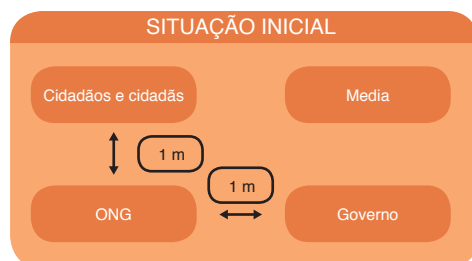 SITUAÇÃO INICIAL
Cidadãos e cidadãs
Media
1 m
1 m
ONG
Governo